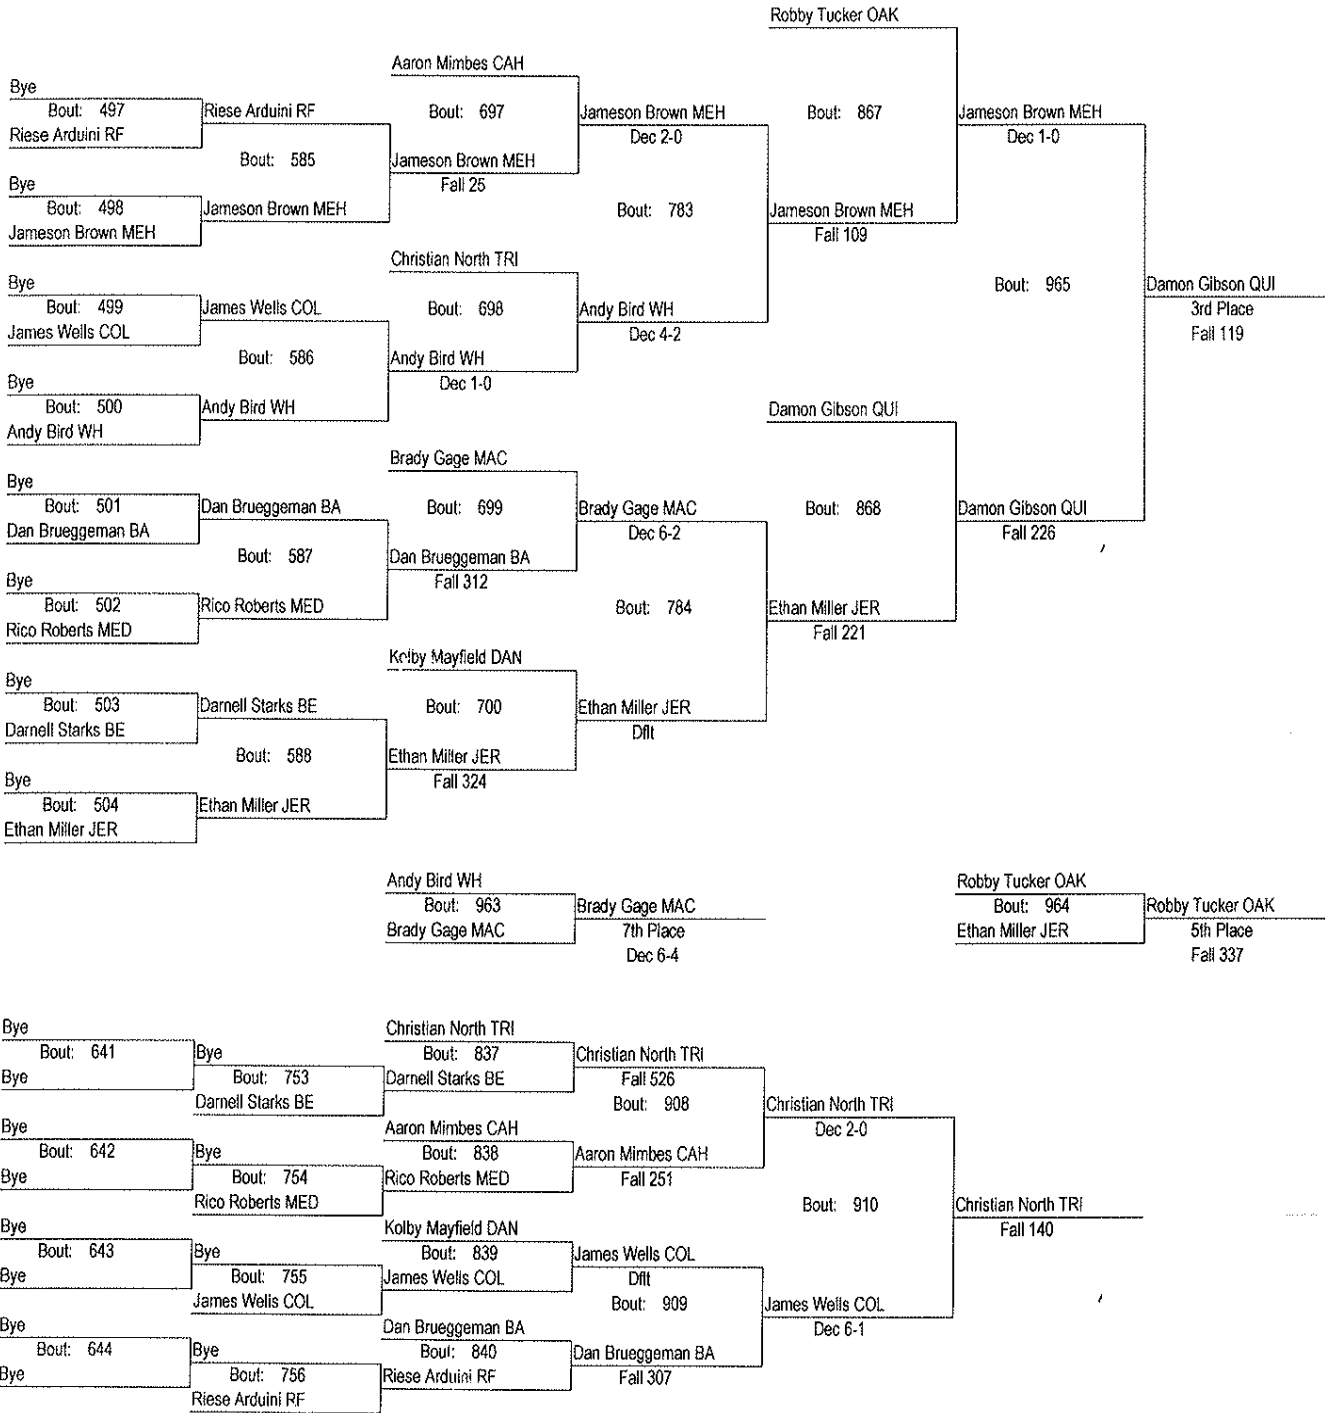 Robby Tucker OAK
Aaron Mimbes CAH
Bye
Bout: 497
Riese Arduini RF
Riese Arduini RF
Bout: 697
Jameson Brown MEH
Dec 2-0
Bout: 867
Jameson Brown MEH
Dec 1-0
Bout: 585
Jameson Brown MEH
Fall 25
Bye
Bout: 498
Jameson Brown MEH
Jameson Brown MEH
Bout: 783
Jameson Brown MEH
Fall 109
Christian North TRI
Bye
Bout: 499
James Wells COL
James Wells COL
Bout: 698
Andy Bird WH
Dec 4-2
Bout: 965
Damon Gibson QUI
3rd Place
Fall 119
Bout: 586
Andy Bird WH
Dec 1-0
Bye
Bout: 500
Andy Bird WH
Andy Bird WH
Damon Gibson QUI
Brady Gage MAC
Bye
Bout: 501
Dan Brueggeman BA
Dan Brueggeman BA
Bout: 699
Brady Gage MAC
Dec 6-2
Bout: 868
Damon Gibson QUI
Fall 226
Bout: 587
Dan Brueggeman BA
Fall 312
Bye
Bout: 502
Rico Roberts MED
Rico Roberts MED
Bout: 784
Ethan Miller JER
Fall 221
Kolby Mayfield DAN
Bye
Bout: 503
Darnell Starks BE
Darnell Starks BE
Bout: 700
Ethan Miller JER
Dflt
Bout: 588
Ethan Miller JER
Fall 324
Bye
Bout: 504
Ethan Miller JER
Ethan Miller JER
Andy Bird WH
Bout: 963
Brady Gage MAC
Brady Gage MAC
7th Place
Dec 6-4
Robby Tucker OAK
Bout: 964
Ethan Miller JER
Robby Tucker OAK
5th Place
Fall 337
Bye
Bout: 641
Bye
Bye
Bout: 753
Darnell Starks BE
Christian North TRI
Bout: 837
Darnell Starks BE
Christian North TRI
Fall 526
Bout: 908
Christian North TRI
Dec 2-0
Bye
Bout: 642
Bye
Bye
Bout: 754
Rico Roberts MED
Aaron Mimbes CAH
Bout: 838
Rico Roberts MED
Aaron Mimbes CAH
Fall 251
Bout: 910
Christian North TRI
Fall 140
Bye
Bout: 643
Bye
Bye
Bout: 755
James Wells COL
Kolby Mayfield DAN
Bout: 839
James Wells COL
James Wells COL
Dflt
Bout: 909
James Wells COL
Dec 6-1
Bye
Bout: 644
Bye
Bye
Bout: 756
Riese Arduini RF
Dan Brueggeman BA
Bout: 840
Riese Arduini RF
Dan Brueggeman BA
Fall 307